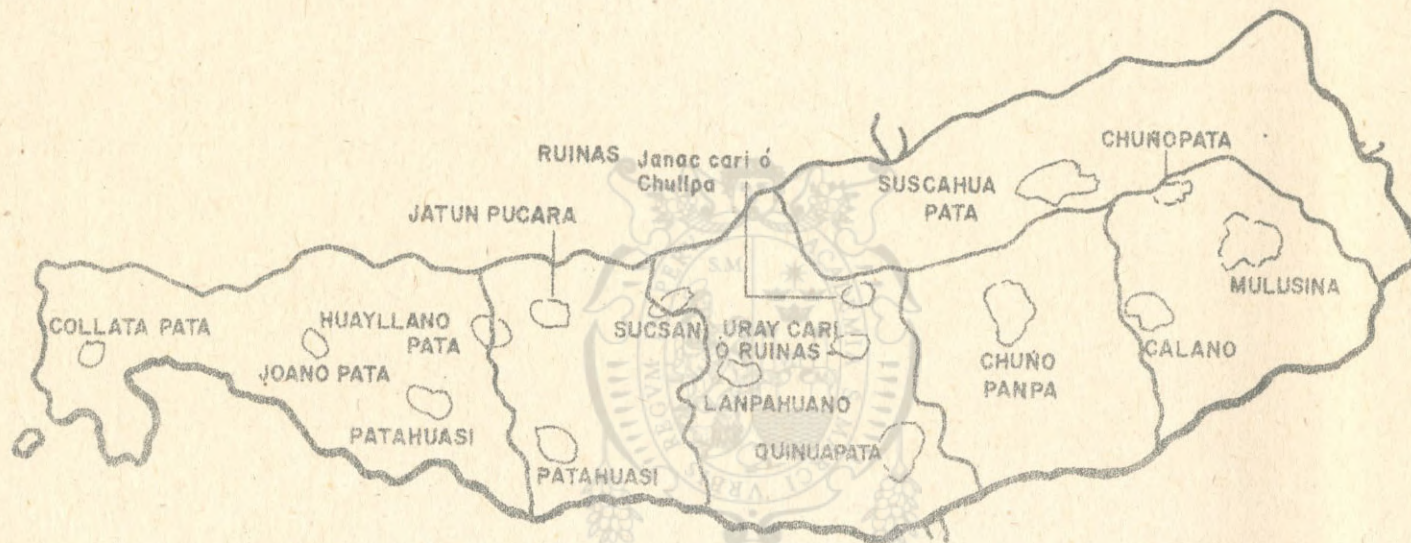 RUINAS
Janac cari ó
Chullpa
CHUÑOPATA
SUSCAHUA
PATA
JATUN PUCARA
MULUSINA
COLLATA PATA
HUAYLLANO
PATA
SUCSAN
URAY CARI
Ó RUINAS
CALANO
CHUÑO
PANPA
JOANO PATA
LANPAHUANO
PATAHUASI
QUINUAPATA
PATAHUASI
S.M.